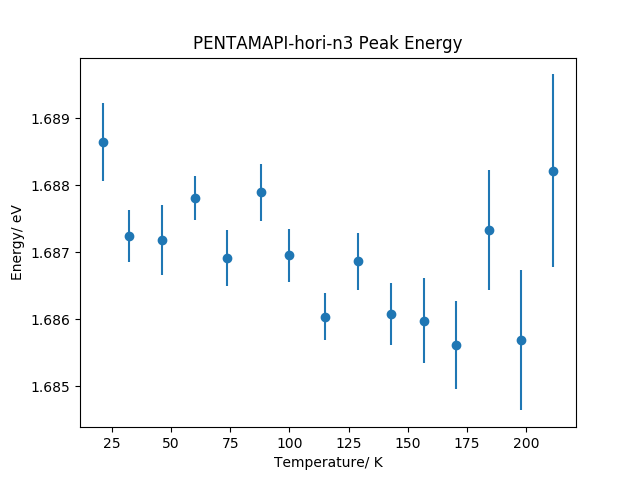 PENTAMAPI-hori-n3 Peak Energy
1.689
1.688
1.687
1.686
1.685
Energy/ eV
25 50 75 100 125 150 175 200
Temperature/ K